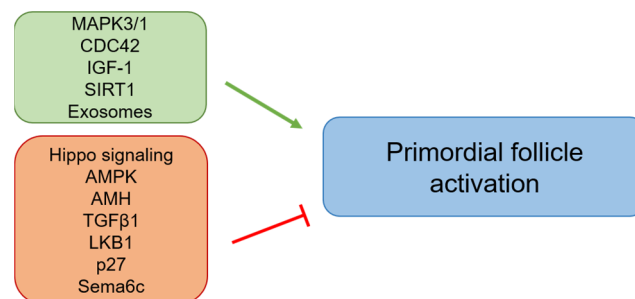 MAPK3/1
CDC42
IGF-1
SIRT1
Exosomes
Hippo signaling
AMPK
AMH
TGFβ1
LKB1
p27
Sema6c
Primordial follicle
activation